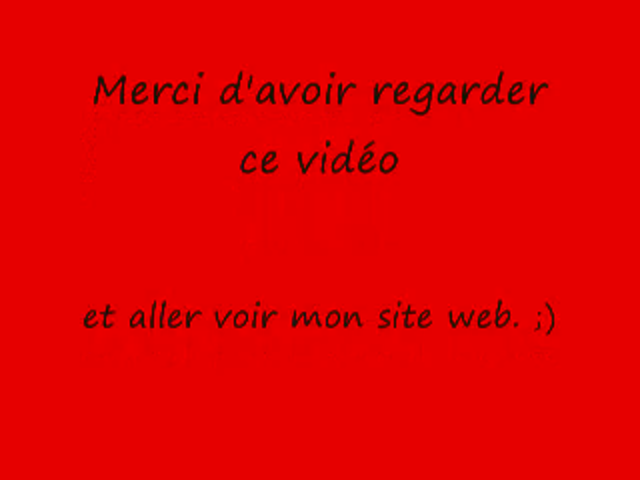 Merci d'avoir regarder
ce vidéo
et aller voir mon site web. ;)